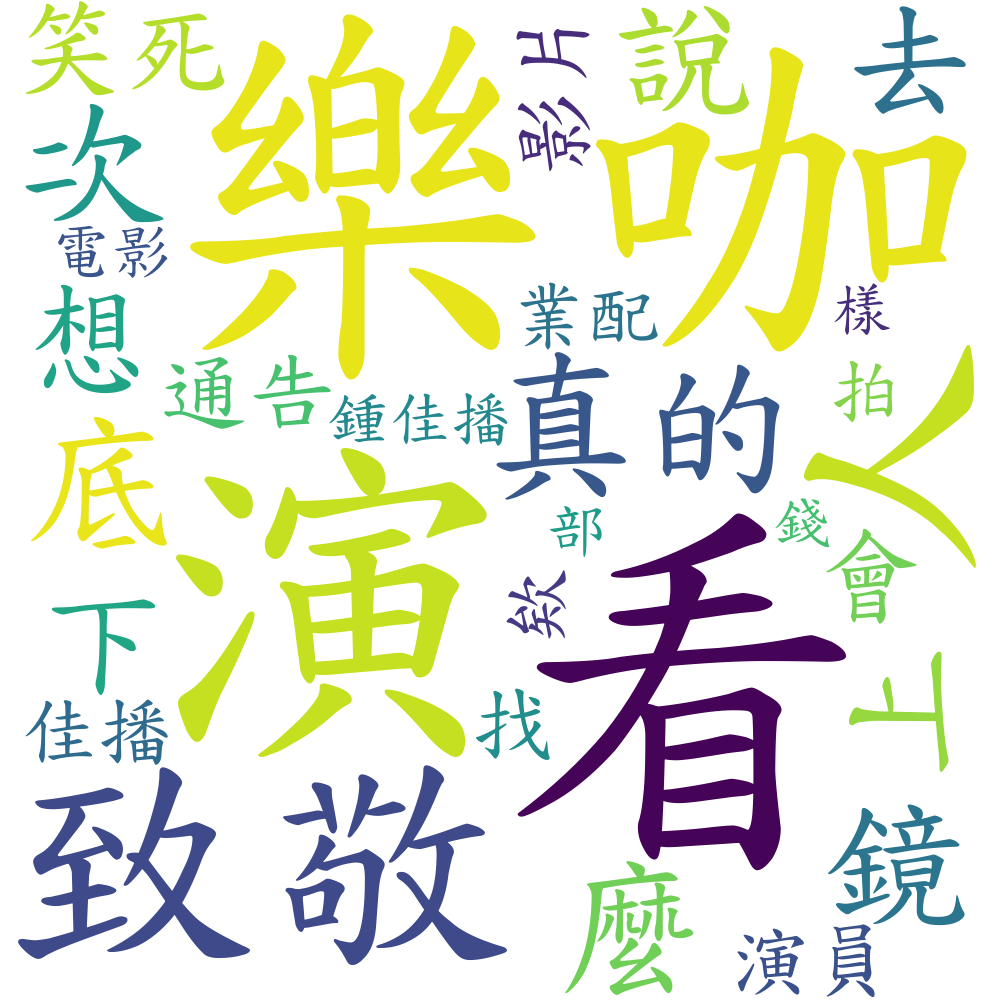 笑死
樂
影片
說
咖
去
次
電影
想
業配
樣
通告
鍾佳播
真的
拍
入
底
演
部
錢
看
欸
會
下
上
佳播
找
致敬
麼
鏡
演員